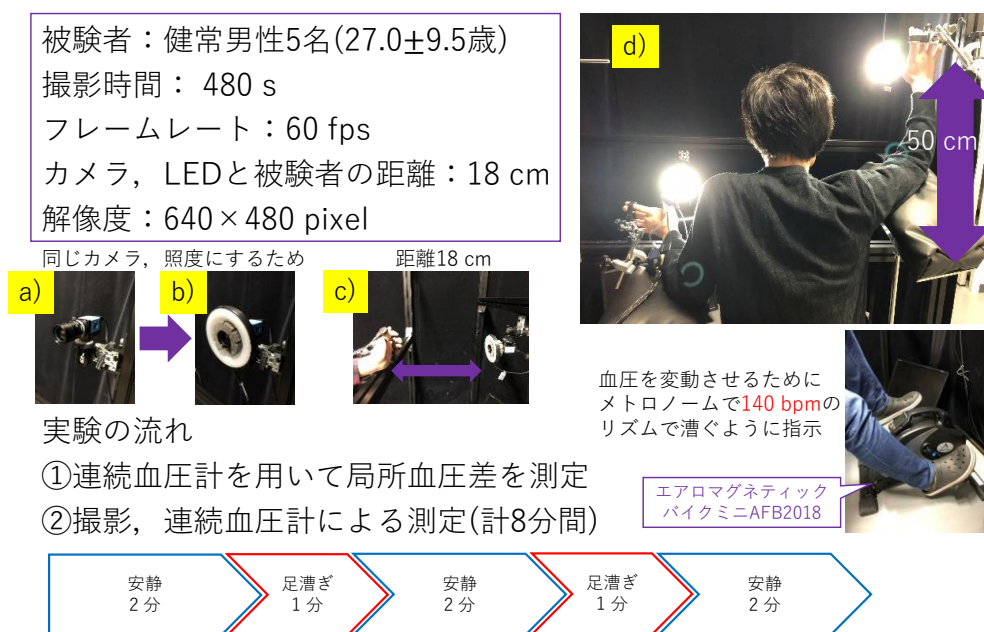 被験者：健常男性5名(27.0±9.5歳)
撮影時間： 480 s
フレームレート：60 fps
カメラ，LEDと被験者の距離：18 cm
解像度：640×480 pixel
同じカメラ，照度にするため
距離18 cm
a)
b)
c)
d)
50 cm
血圧を変動させるために
メトロノームで140 bpmの
リズムで漕ぐように指示
エアロマグネティック
バイクミニAFB2018
実験の流れ
①連続血圧計を用いて局所血圧差を測定
②撮影，連続血圧計による測定(計8分間)
安静
2 分
足漕ぎ
1 分
安静
2 分
足漕ぎ
1 分
安静
2 分